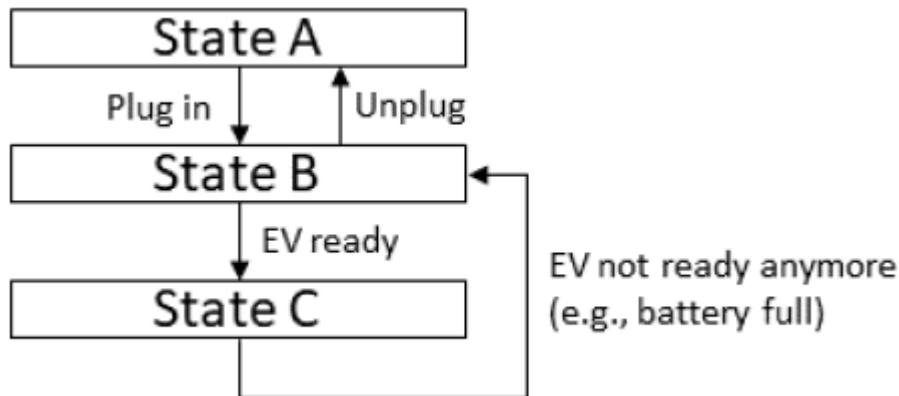 State A
Plug in
Unplug
State B
EV ready
EV not ready anymore
(e.g., battery full)
State C